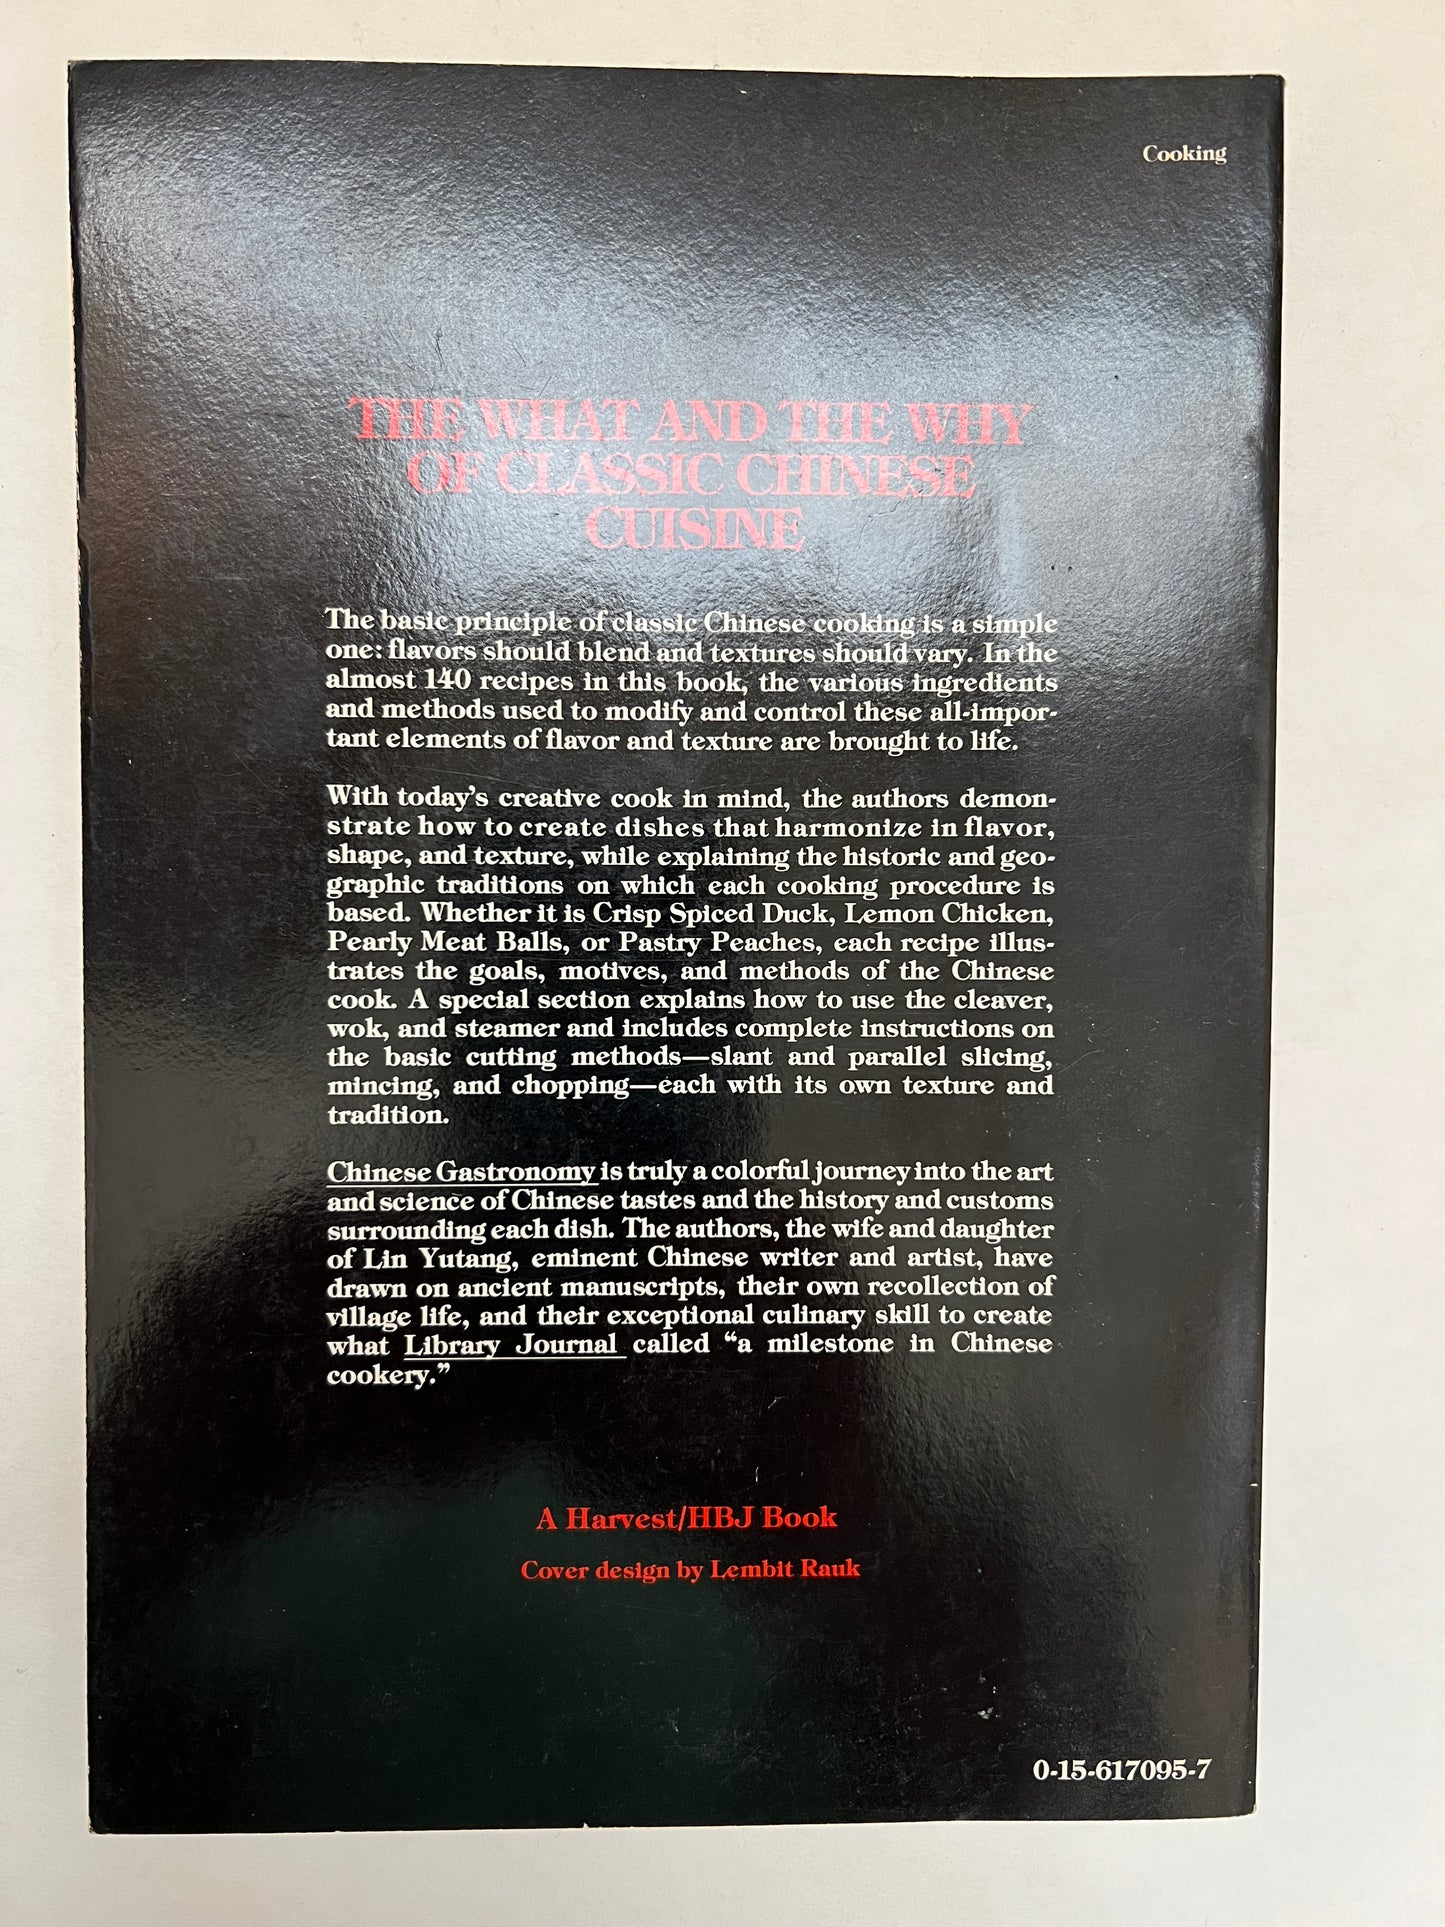 Cooking
THE WHAT AND THE WHY
OF CLASSIC CHINESE
CUISINE
The basic principle of classic Chinese cooking is a simple
one: flavors should blend and textures should vary. In the
almost 140 recipes in this book, the various ingredients
and methods used to modify and control these all-impor-
tant elements of flavor and texture are brought to life.
With today's creative cook in mind, the authors demon-
strate how to create dishes that harmonize in flavor,
shape, and texture, while explaining the historic and geo-
graphic traditions on which each cooking procedure is
based. Whether it is Crisp Spiced Duck, Lemon Chicken,
Pearly Meat Balls, or Pastry Peaches, each recipe illus-
trates the goals, motives, and methods of the Chinese
cook. A special section explains how to use the cleaver,
wok, and steamer and includes complete instructions on
the basic cutting methods—slant and parallel slicing,
mincing, and chopping—each with its own texture and
tradition.
Chinese Gastronomy is truly a colorful journey into the art
and science of Chinese tastes and the history and customs
surrounding each dish. The authors, the wife and daughter
of Lin Yutang, eminent Chinese writer and artist, have
drawn on ancient manuscripts, their own recollection of
village life, and their exceptional culinary skill to create
what Library Journal called “a milestone in Chinese
cookery.”
A Harvest/HBJ Book
Cover design by Lembit Rauk
0-15-617095-7